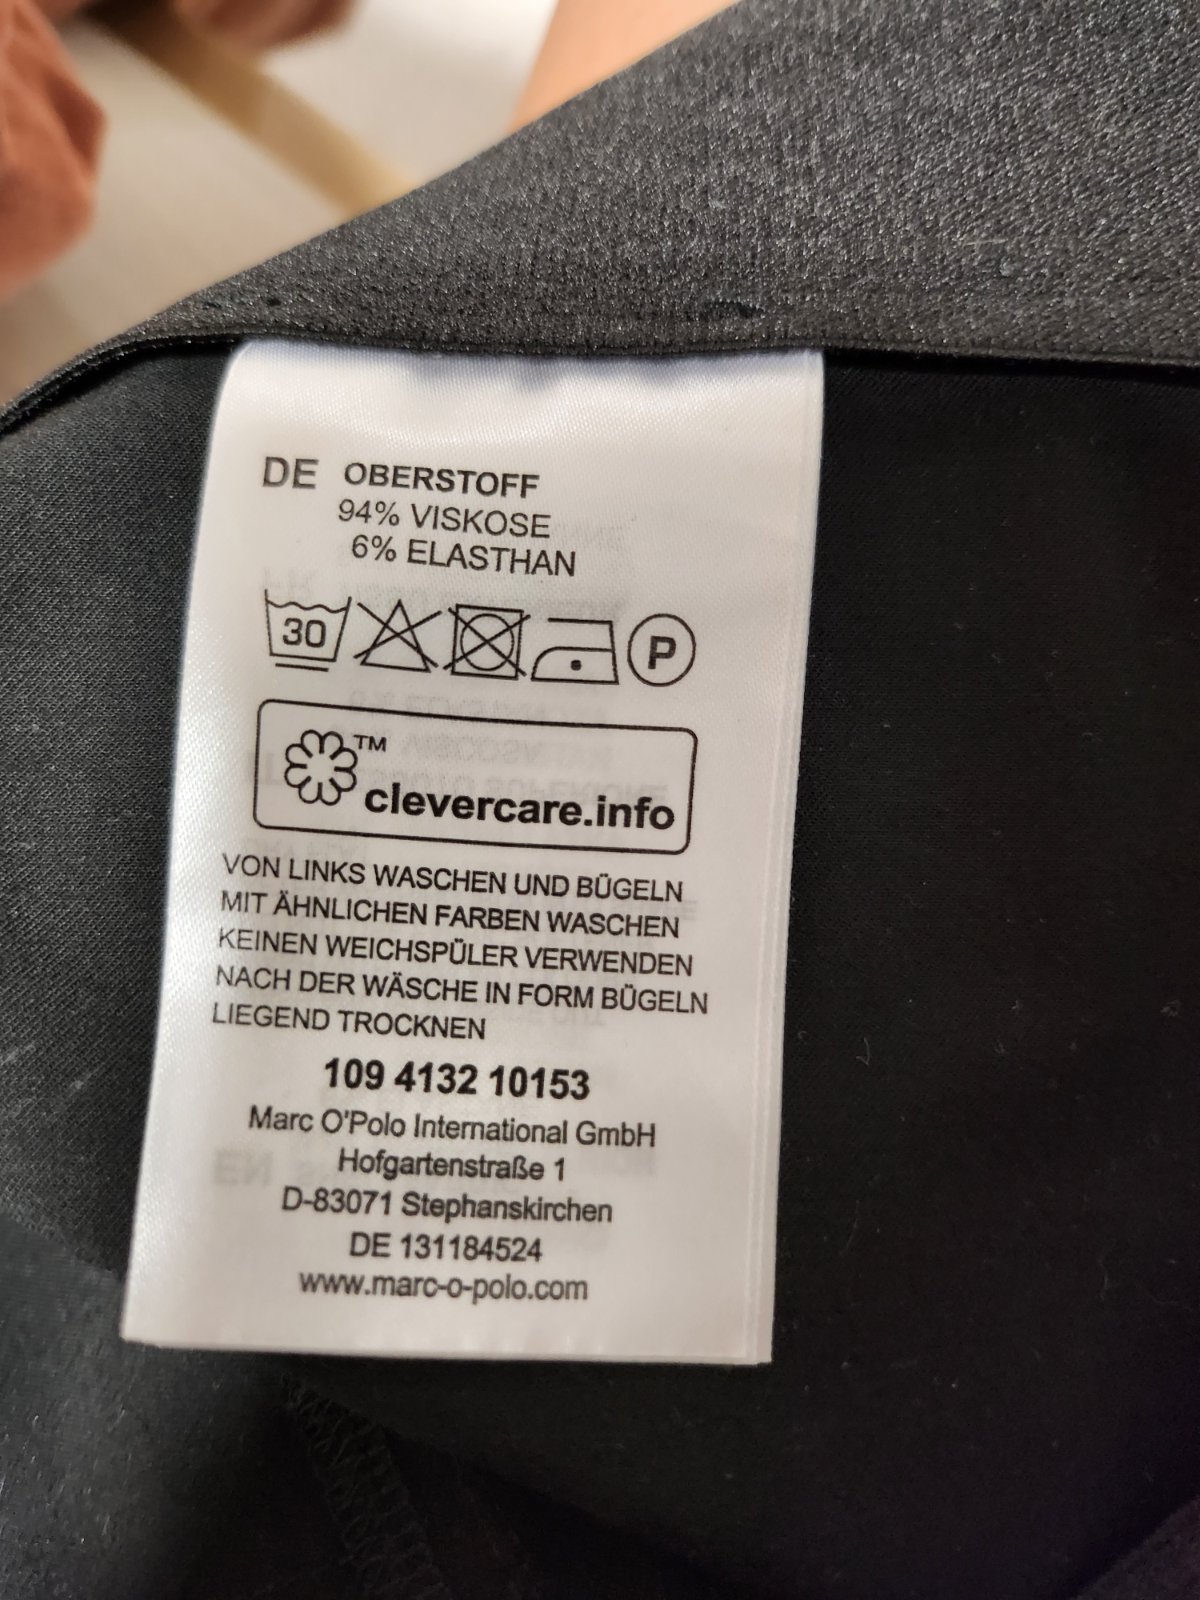 DE OBERSTOFF
94% VISKOSE
6% ELASTHAN
30 P
TM
clevercare.info
VON LINKS WASCHEN UND BÜGELN
MIT ÄHNLICHEN FARBEN WASCHEN
KEINEN WEICHSPÜLER VERWENDEN
NACH DER WÄSCHE IN FORM BÜGELN
LIEGEND TROCKNEN
109 4132 10153
Marc O'Polo International GmbH
Hofgartenstraße 1
D-83071 Stephanskirchen
DE 131184524
www.marc-o-polo.com